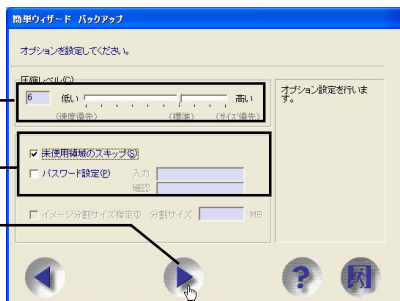 簡単ウィザード バックアップ
オプションを設定してください。
圧縮レベル(C)
6 低い 高い
(速度優先) (標準) (サイズ優先)
オプション設定を行います。
未使用領域のスキップ(S)
パスワード設定(P) 入力
確認
イメージ分割サイズ指定(I) 分割サイズ MB
?